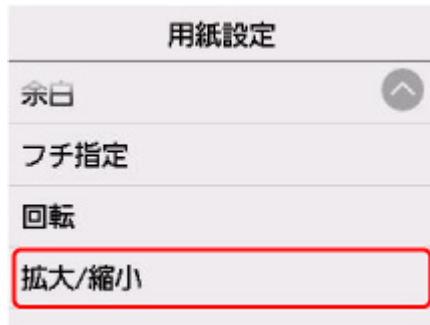 用紙設定
余白
フチ指定
回転
拡大/縮小